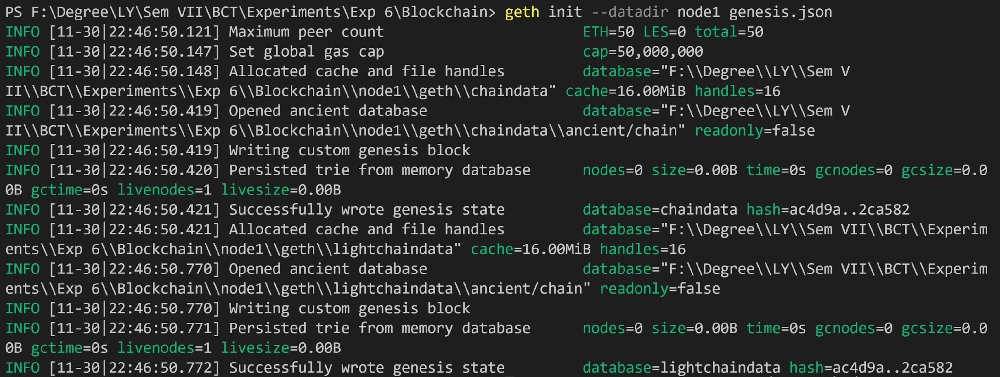 PS F:\Degree\LY\Sem VII\BCT\Experiments\Exp 6\Blockchain> geth init --datadir node1 genesis.json
INFO [11-30|22:46:50.121] Maximum peer count                       ETH=50 LES=0 total=50
INFO [11-30|22:46:50.147] Set global gas cap                       cap=50,000,000
INFO [11-30|22:46:50.148] Allocated cache and file handles         database="F:\\Degree\\LY\\Sem V
II\\BCT\\Experiments\\Exp 6\\Blockchain\\node1\\geth\\chaindata" cache=16.00MiB handles=16
INFO [11-30|22:46:50.419] Opened ancient database                  database="F:\\Degree\\LY\\Sem V
II\\BCT\\Experiments\\Exp 6\\Blockchain\\node1\\geth\\chaindata\\ancient/chain" readonly=false
INFO [11-30|22:46:50.419] Writing custom genesis block
INFO [11-30|22:46:50.420] Persisted trie from memory database      nodes=0 size=0.00B time=0s gcnodes=0 gcsize=0.0
0B gctime=0s livenodes=1 livesize=0.00B
INFO [11-30|22:46:50.421] Successfully wrote genesis state         database=chaindata hash=ac4d9a..2ca582
INFO [11-30|22:46:50.421] Allocated cache and file handles         database="F:\\Degree\\LY\\Sem VII\\BCT\\Experim
ents\\Exp 6\\Blockchain\\node1\\geth\\lightchaindata" cache=16.00MiB handles=16
INFO [11-30|22:46:50.770] Opened ancient database                  database="F:\\Degree\\LY\\Sem VII\\BCT\\Experim
ents\\Exp 6\\Blockchain\\node1\\geth\\lightchaindata\\ancient/chain" readonly=false
INFO [11-30|22:46:50.770] Writing custom genesis block
INFO [11-30|22:46:50.771] Persisted trie from memory database      nodes=0 size=0.00B time=0s gcnodes=0 gcsize=0.0
0B gctime=0s livenodes=1 livesize=0.00B
INFO [11-30|22:46:50.772] Successfully wrote genesis state         database=lightchaindata hash=ac4d9a..2ca582